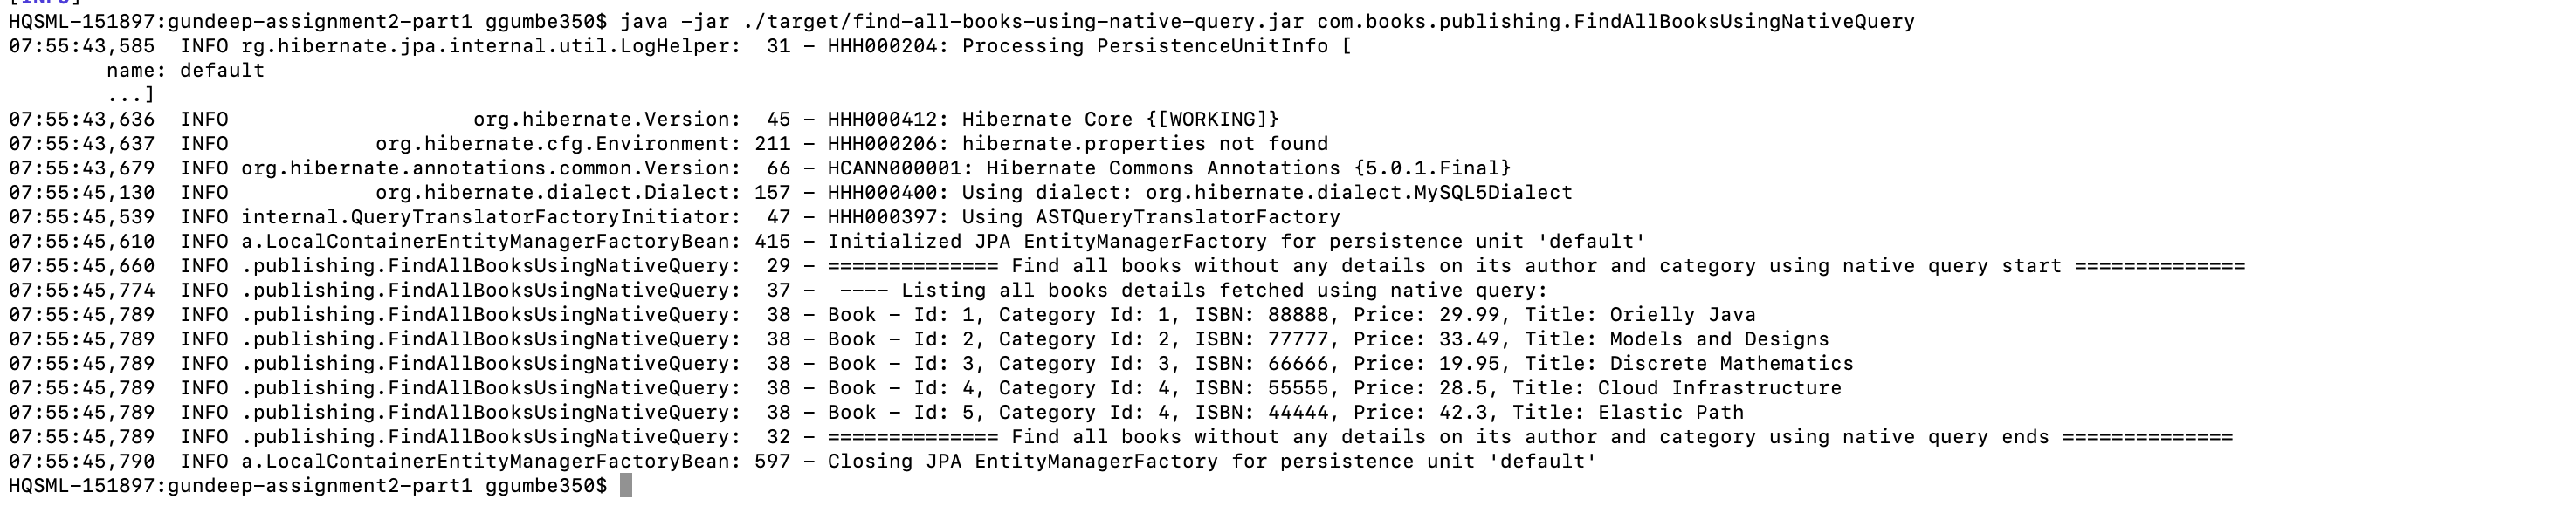 [INFO]
HQSML-151897:gundeep-assignment2-part1 ggumbe350$ java -jar ./target/find-all-books-using-native-query.jar com.books.publishing.FindAllBooksUsingNativeQuery
07:55:43,585  INFO rg.hibernate.jpa.internal.util.LogHelper:  31 - HHH000204: Processing PersistenceUnitInfo [
        name: default
        ...]
07:55:43,636  INFO                    org.hibernate.Version:  45 - HHH000412: Hibernate Core {[WORKING]}
07:55:43,637  INFO            org.hibernate.cfg.Environment: 211 - HHH000206: hibernate.properties not found
07:55:43,679  INFO org.hibernate.annotations.common.Version:  66 - HCANN000001: Hibernate Commons Annotations {5.0.1.Final}
07:55:45,130  INFO            org.hibernate.dialect.Dialect: 157 - HHH000400: Using dialect: org.hibernate.dialect.MySQL5Dialect
07:55:45,539  INFO internal.QueryTranslatorFactoryInitiator:  47 - HHH000397: Using ASTQueryTranslatorFactory
07:55:45,610  INFO a.LocalContainerEntityManagerFactoryBean: 415 - Initialized JPA EntityManagerFactory for persistence unit 'default'
07:55:45,660  INFO .publishing.FindAllBooksUsingNativeQuery:  29 - ============== Find all books without any details on its author and category using native query start ==============
07:55:45,774  INFO .publishing.FindAllBooksUsingNativeQuery:  37 -  ---- Listing all books details fetched using native query:
07:55:45,789  INFO .publishing.FindAllBooksUsingNativeQuery:  38 - Book - Id: 1, Category Id: 1, ISBN: 88888, Price: 29.99, Title: Orielly Java
07:55:45,789  INFO .publishing.FindAllBooksUsingNativeQuery:  38 - Book - Id: 2, Category Id: 2, ISBN: 77777, Price: 33.49, Title: Models and Designs
07:55:45,789  INFO .publishing.FindAllBooksUsingNativeQuery:  38 - Book - Id: 3, Category Id: 3, ISBN: 66666, Price: 19.95, Title: Discrete Mathematics
07:55:45,789  INFO .publishing.FindAllBooksUsingNativeQuery:  38 - Book - Id: 4, Category Id: 4, ISBN: 55555, Price: 28.5, Title: Cloud Infrastructure
07:55:45,789  INFO .publishing.FindAllBooksUsingNativeQuery:  38 - Book - Id: 5, Category Id: 4, ISBN: 44444, Price: 42.3, Title: Elastic Path
07:55:45,789  INFO .publishing.FindAllBooksUsingNativeQuery:  32 - ============== Find all books without any details on its author and category using native query ends ==============
07:55:45,790  INFO a.LocalContainerEntityManagerFactoryBean: 597 - Closing JPA EntityManagerFactory for persistence unit 'default'
HQSML-151897:gundeep-assignment2-part1 ggumbe350$